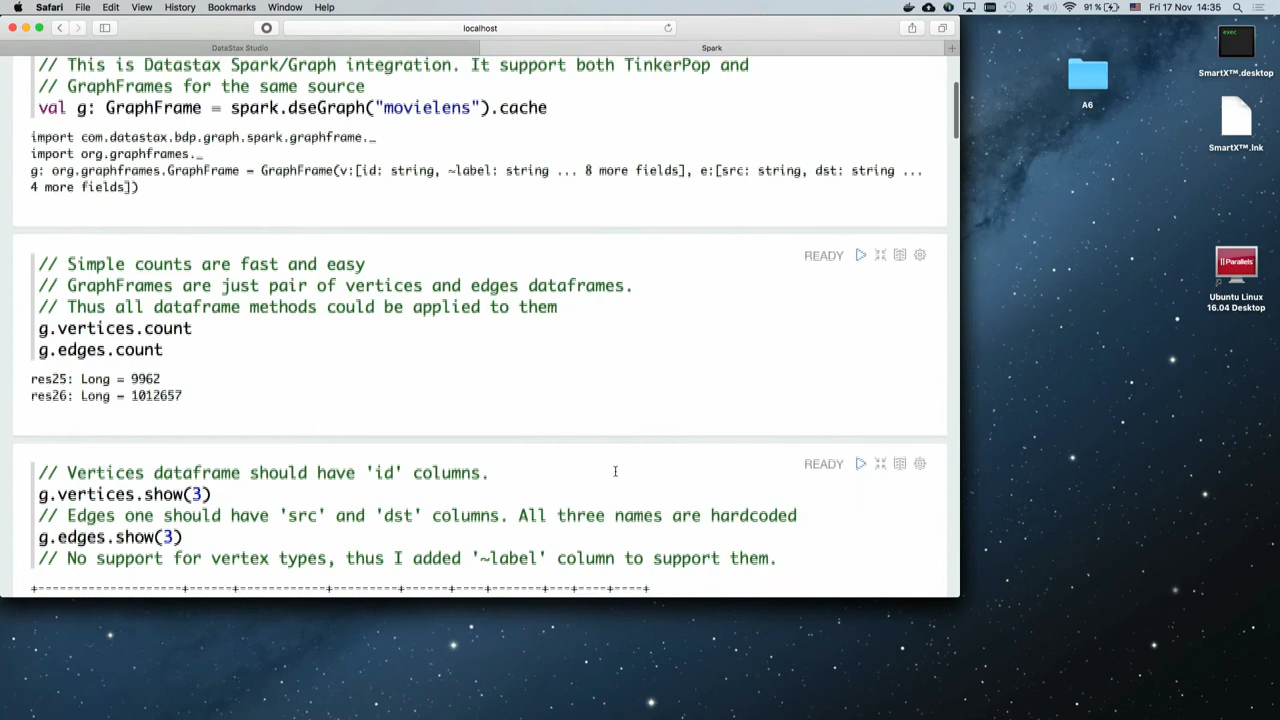 Safari File Edit View History Bookmarks Window Help
91 % Fri 17 Nov 14:35
localhost
DataStax Studio
Spark
// This is Datastax Spark/Graph integration. It support both TinkerPop and
// GraphFrames for the same source
val g: GraphFrame = spark.dseGraph("movielens").cache
import com.datastax.bdp.graph.spark.graphframe._
import org.graphframes._
g: org.graphframes.GraphFrame = GraphFrame(v:[id: string, ~label: string ... 8 more fields], e:[src: string, dst: string ...
4 more fields])
READY
// Simple counts are fast and easy
// GraphFrames are just pair of vertices and edges dataframes.
// Thus all dataframe methods could be applied to them
g.vertices.count
g.edges.count
res25: Long = 9962
res26: Long = 1012657
READY
// Vertices dataframe should have 'id' columns.
g.vertices.show(3)
// Edges one should have 'src' and 'dst' columns. All three names are hardcoded
g.edges.show(3)
// No support for vertex types, thus I added '~label' column to support them.
A6
exec
SmartX™.desktop
SmartX™.lnk
|| Parallels
Ubuntu Linux
16.04 Desktop